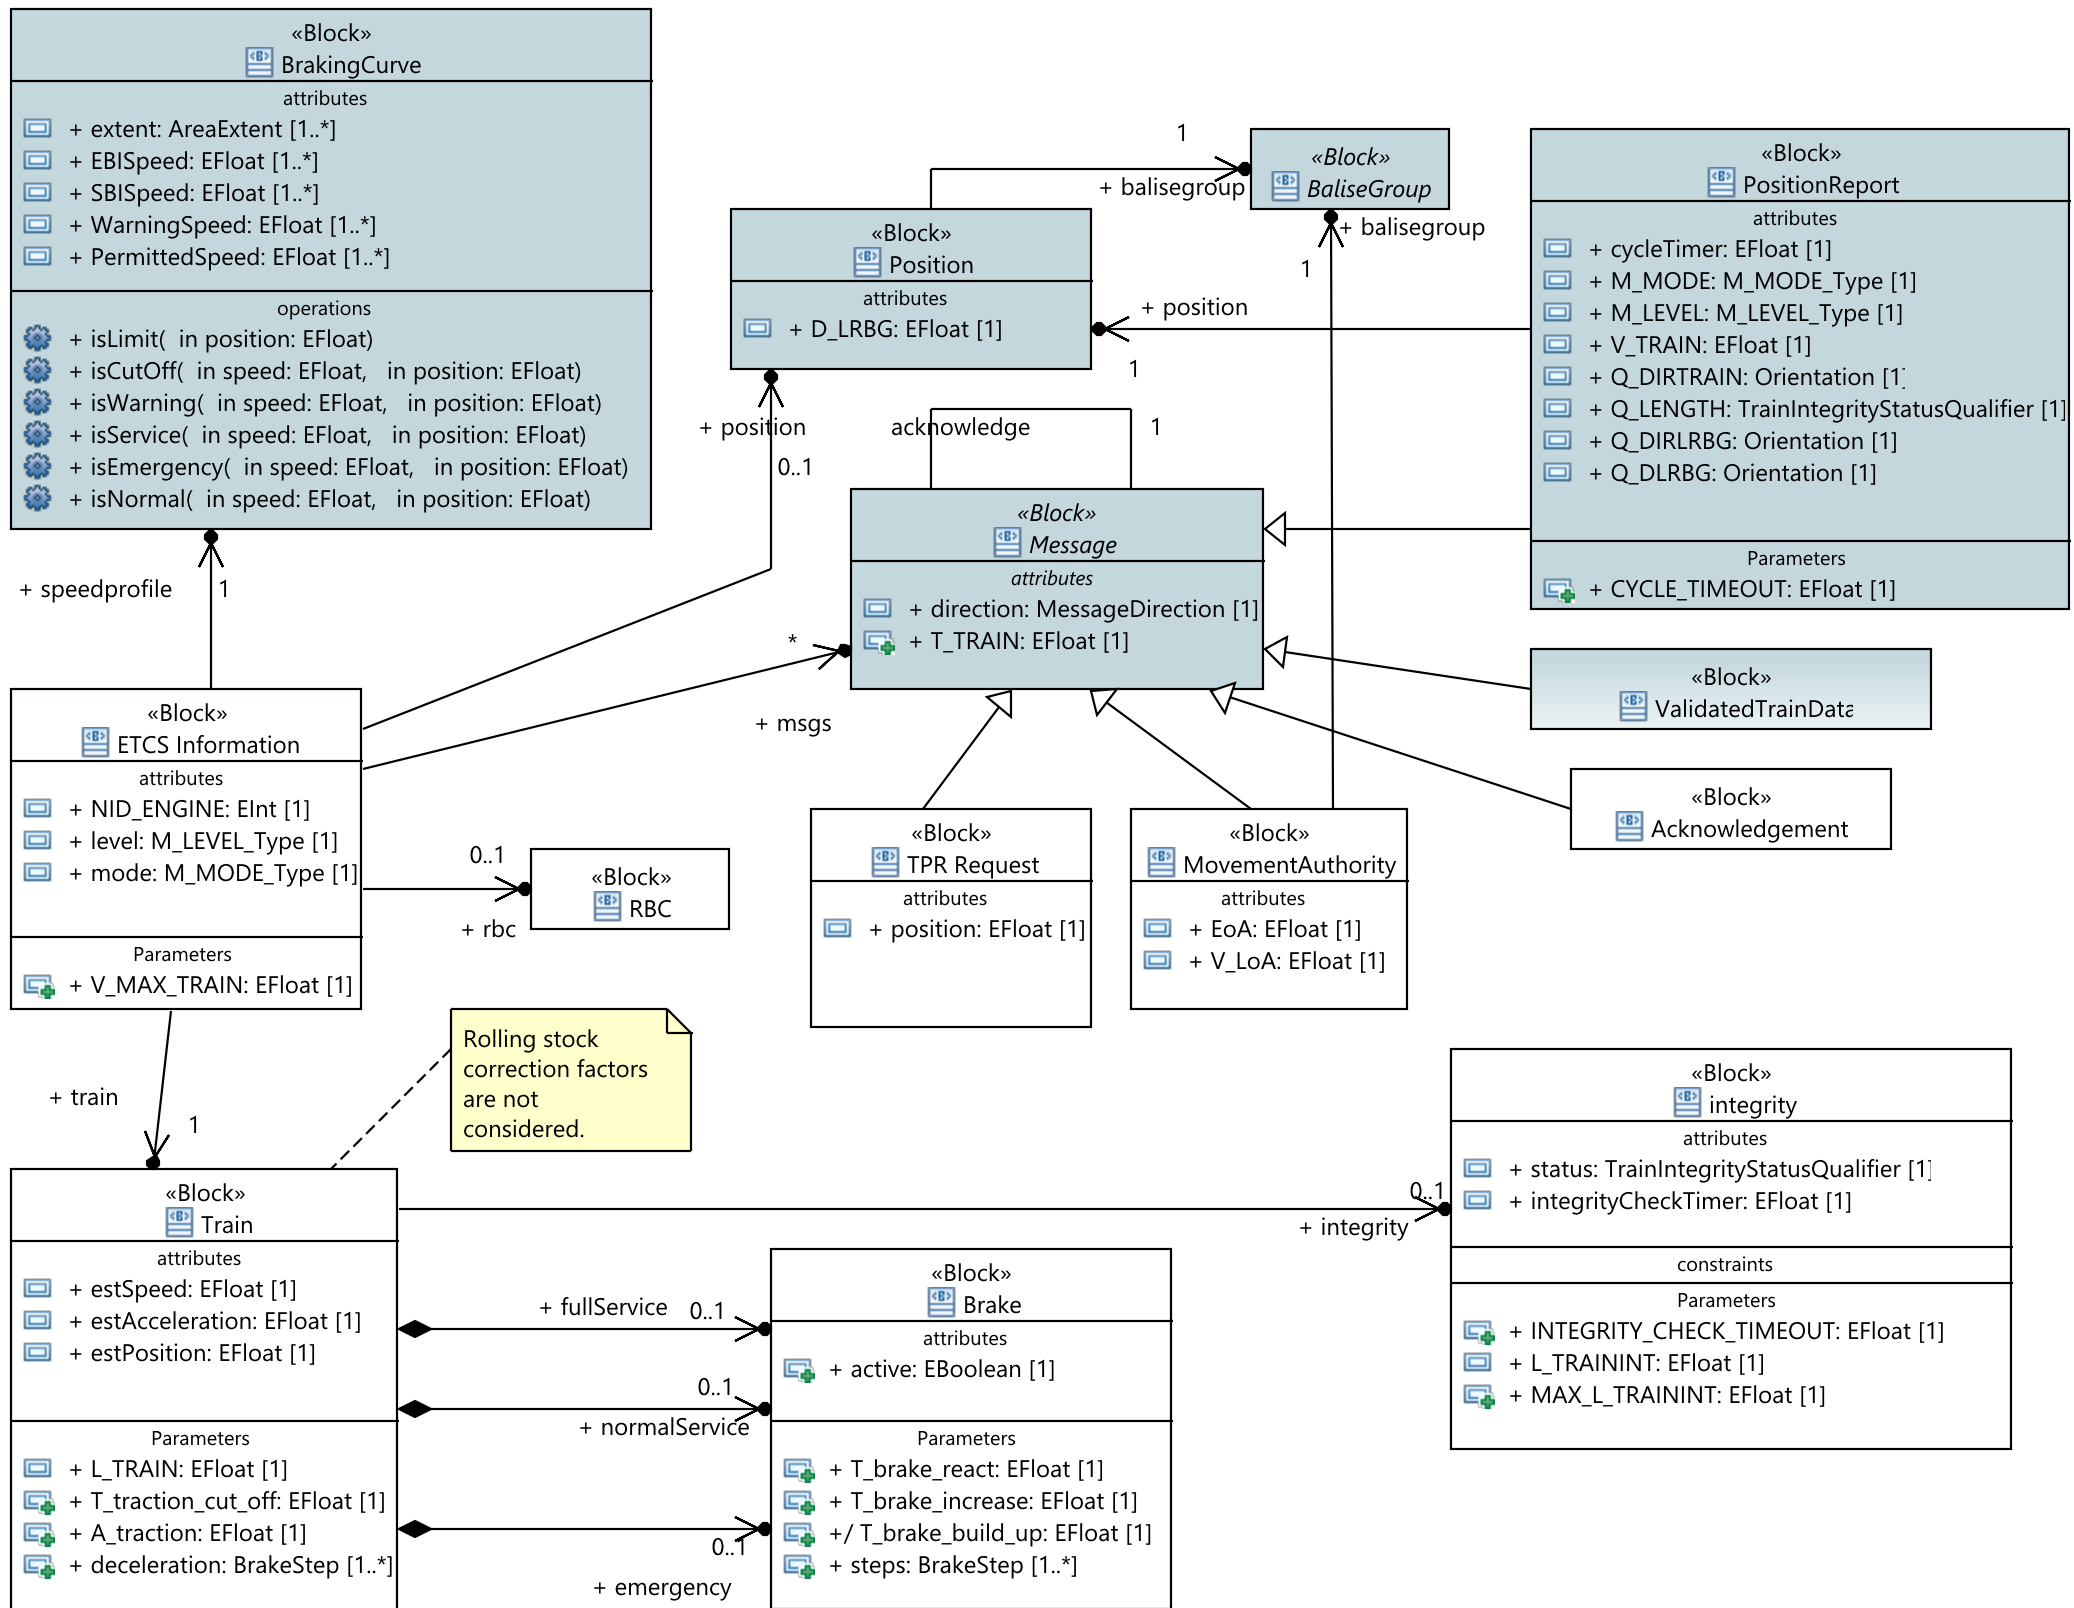 «Block»
BrakingCurve
attributes
+ extent: AreaExtent [1..*]
+ EBISpeed: EFloat [1..*]
+ SBISpeed: EFloat [1..*]
+ WarningSpeed: EFloat [1..*]
+ PermittedSpeed: EFloat [1..*]
operations
+ isLimit( in position: EFloat)
+ isCutOff( in speed: EFloat, in position: EFloat)
+ isWarning( in speed: EFloat, in position: EFloat)
+ isService( in speed: EFloat, in position: EFloat)
+ isEmergency( in speed: EFloat, in position: EFloat)
+ isNormal( in speed: EFloat, in position: EFloat)
1
+ balisegroup
«Block»
BaliseGroup
+ balisegroup
1
«Block»
Position
attributes
+ D_LRBG: EFloat [1]
+ position
1
«Block»
PositionReport
attributes
+ cycleTimer: EFloat [1]
+ M_MODE: M_MODE_Type [1]
+ M_LEVEL: M_LEVEL_Type [1]
+ V_TRAIN: EFloat [1]
+ Q_DIRTRAIN: Orientation [1]
+ Q_LENGTH: TrainIntegrityStatusQualifier [1]
+ Q_DIRLRBG: Orientation [1]
+ Q_DLRBG: Orientation [1]
Parameters
+ CYCLE_TIMEOUT: EFloat [1]
+ position
0..1
acknowledge
1
«Block»
Message
attributes
+ direction: MessageDirection [1]
+ T_TRAIN: EFloat [1]
+ speedprofile
1
*
+ msgs
«Block»
ValidatedTrainData
«Block»
Acknowledgement
«Block»
ETCS Information
attributes
+ NID_ENGINE: EInt [1]
+ level: M_LEVEL_Type [1]
+ mode: M_MODE_Type [1]
Parameters
+ V_MAX_TRAIN: EFloat [1]
0..1
+ rbc
«Block»
RBC
«Block»
TPR Request
attributes
+ position: EFloat [1]
«Block»
MovementAuthority
attributes
+ EoA: EFloat [1]
+ V_LoA: EFloat [1]
+ train
1
Rolling stock
correction factors
are not
considered.
«Block»
Train
attributes
+ estSpeed: EFloat [1]
+ estAcceleration: EFloat [1]
+ estPosition: EFloat [1]
Parameters
+ L_TRAIN: EFloat [1]
+ T_traction_cut_off: EFloat [1]
+ A_traction: EFloat [1]
+ deceleration: BrakeStep [1..*]
0..1
+ integrity
+ fullService
0..1
0..1
+ normalService
0..1
+ emergency
«Block»
Brake
attributes
+ active: EBoolean [1]
Parameters
+ T_brake_react: EFloat [1]
+ T_brake_increase: EFloat [1]
+/ T_brake_build_up: EFloat [1]
+ steps: BrakeStep [1..*]
«Block»
integrity
attributes
+ status: TrainIntegrityStatusQualifier [1]
+ integrityCheckTimer: EFloat [1]
constraints
Parameters
+ INTEGRITY_CHECK_TIMEOUT: EFloat [1]
+ L_TRAININT: EFloat [1]
+ MAX_L_TRAININT: EFloat [1]